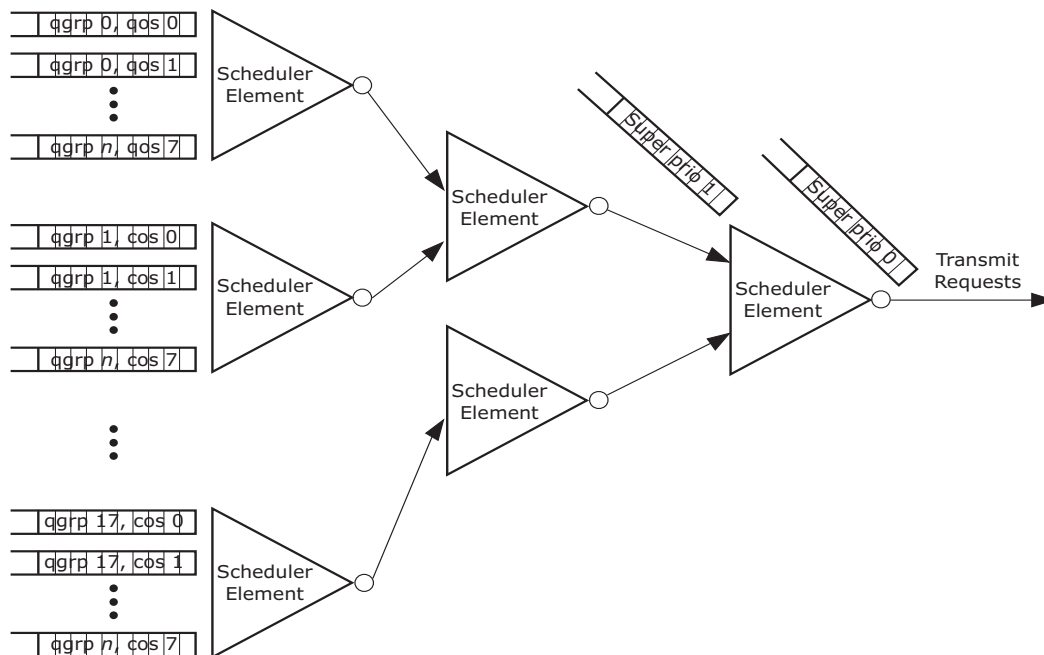 qgrp 0, qos 0
qgrp 0, qos 1
qgrp n, qos 7
Scheduler
Element
qgrp 1, cos 0
qgrp 1, cos 1
qgrp n, cos 7
Scheduler
Element
qgrp 17, cos 0
qgrp 17, cos 1
qgrp n, cos 7
Scheduler
Element
Scheduler
Element
Scheduler
Element
Super prio 1
Super prio 0
Scheduler
Element
Transmit
Requests